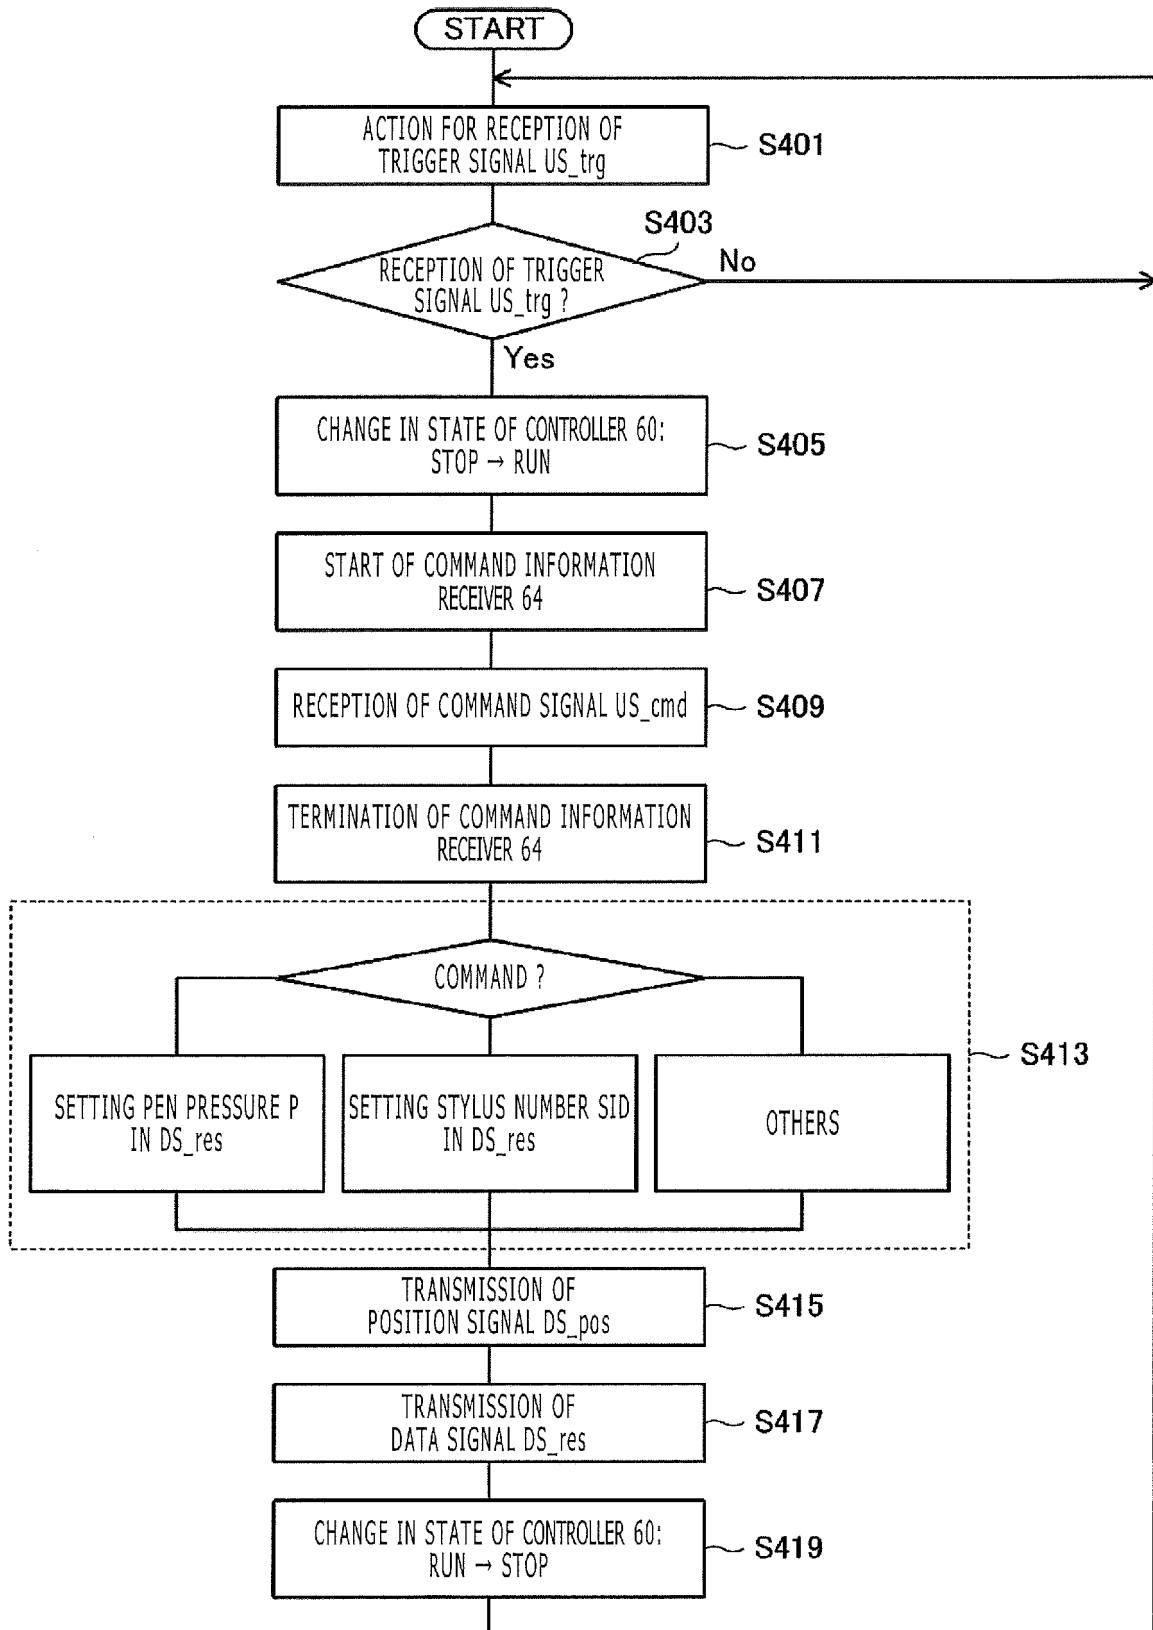 START
ACTION FOR RECEPTION OF
TRIGGER SIGNAL US_trg
S401
S403
RECEPTION OF TRIGGER
SIGNAL US_trg ?
No
Yes
CHANGE IN STATE OF CONTROLLER 60:
STOP → RUN
S405
START OF COMMAND INFORMATION
RECEIVER 64
S407
RECEPTION OF COMMAND SIGNAL US_cmd
S409
TERMINATION OF COMMAND INFORMATION
RECEIVER 64
S411
COMMAND ?
S413
SETTING PEN PRESSURE P
IN DS_res
SETTING STYLUS NUMBER SID
IN DS_res
OTHERS
TRANSMISSION OF
POSITION SIGNAL DS_pos
S415
TRANSMISSION OF
DATA SIGNAL DS_res
S417
CHANGE IN STATE OF CONTROLLER 60:
RUN → STOP
S419